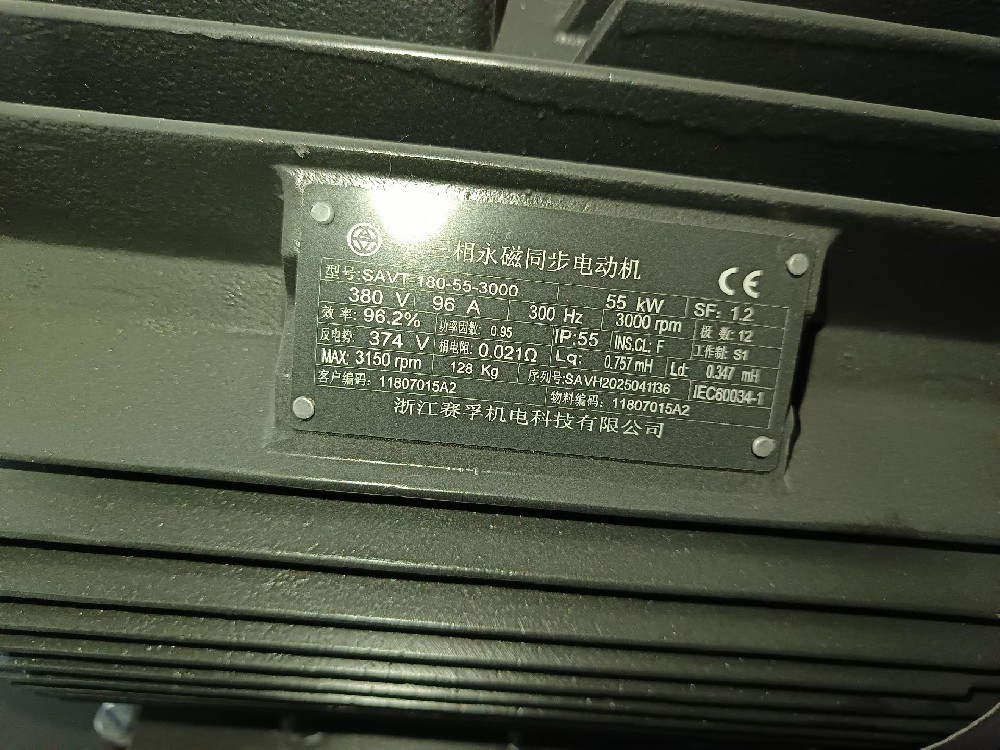 三相永磁同步电动机 CE
型号:SAVT-180-55-3000 55 kW SF: 1.2
380 V 96 A 300 Hz 3000 rpm 极 数: 12
效 率: 96.2% 功率因数: 0.95 IP:55 INS.CL: F 工作制: S1
反电势: 374 V 相电阻: 0.021Ω Lq: 0.757 mH Ld: 0.347 mH
MAX: 3150 rpm 128 Kg 序列号:SAVH2025041136 IEC60034-1
客户编码: 11807015A2 物料编码: 11807015A2
浙江赛孚机电科技有限公司